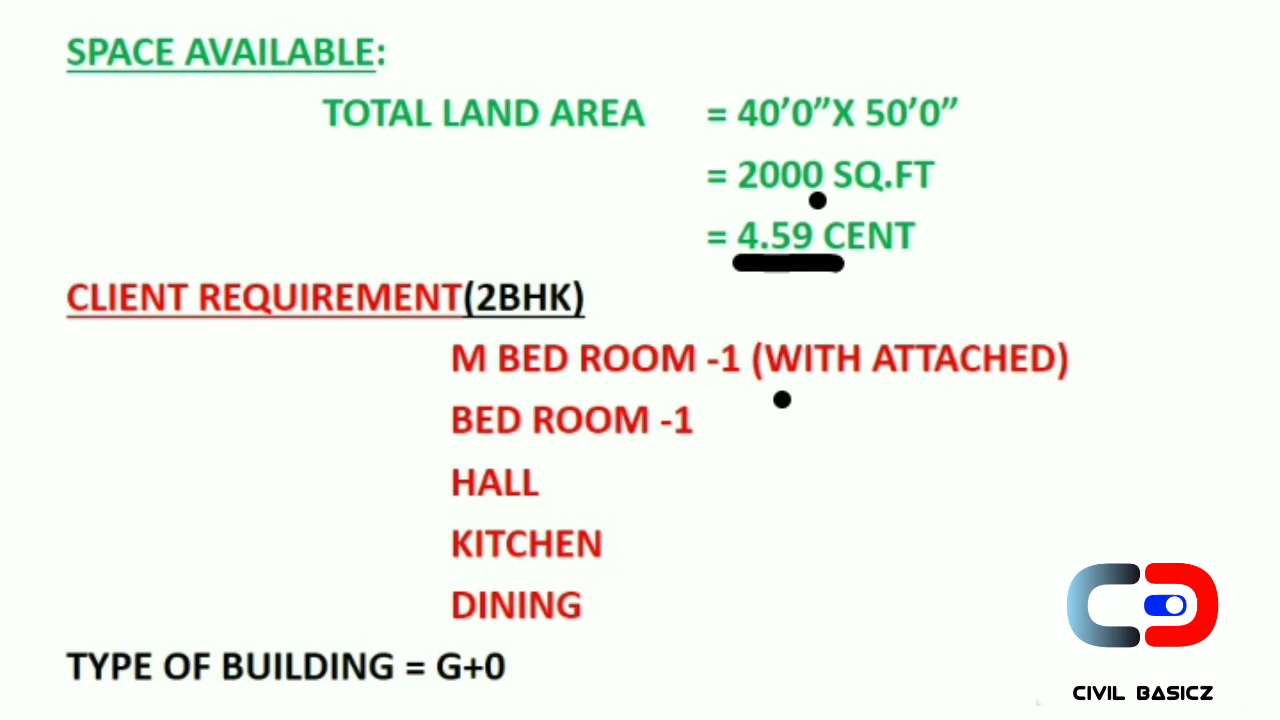 SPACE AVAILABLE:
TOTAL LAND AREA = 40’0”X 50’0”
= 2000 SQ.FT
= 4.59 CENT
CLIENT REQUIREMENT(2BHK)
M BED ROOM -1 (WITH ATTACHED)
BED ROOM -1
HALL
KITCHEN
DINING
TYPE OF BUILDING = G+0
CIVIL BASICZ